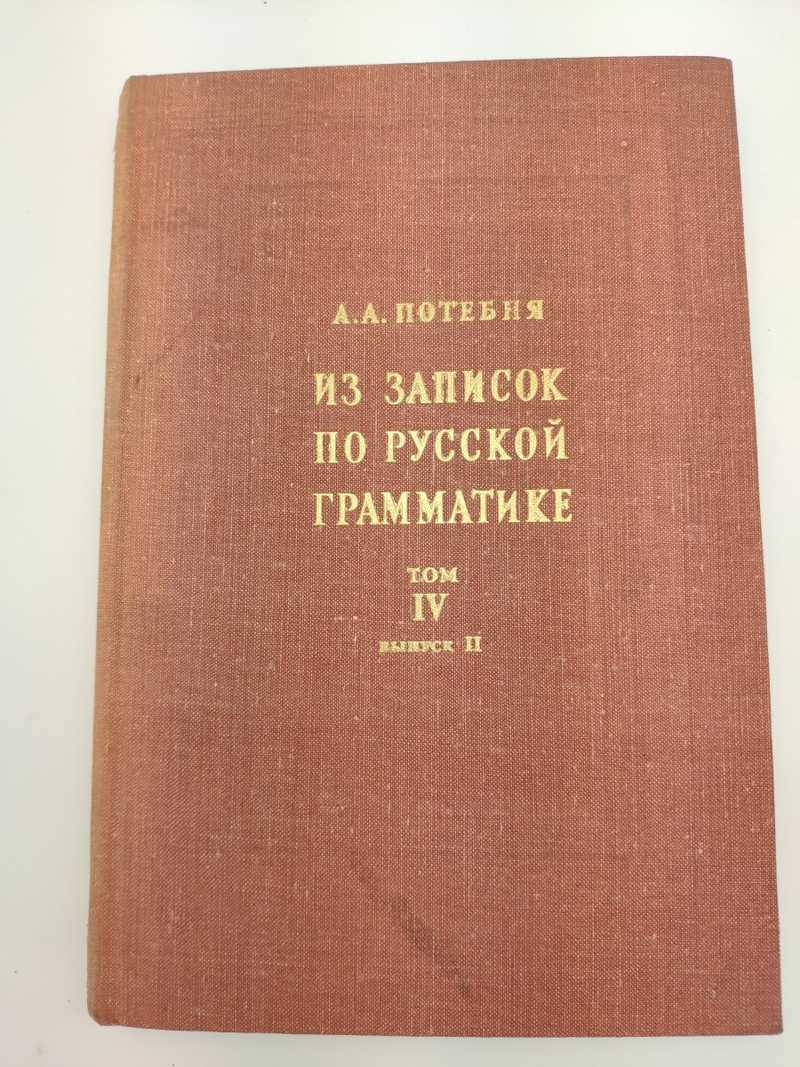 А.А. ПОТЕБНЯ
ИЗ ЗАПИСОК
ПО РУССКОЙ
ГРАММАТИКЕ
ТОМ
IV
ВЫПУСК II